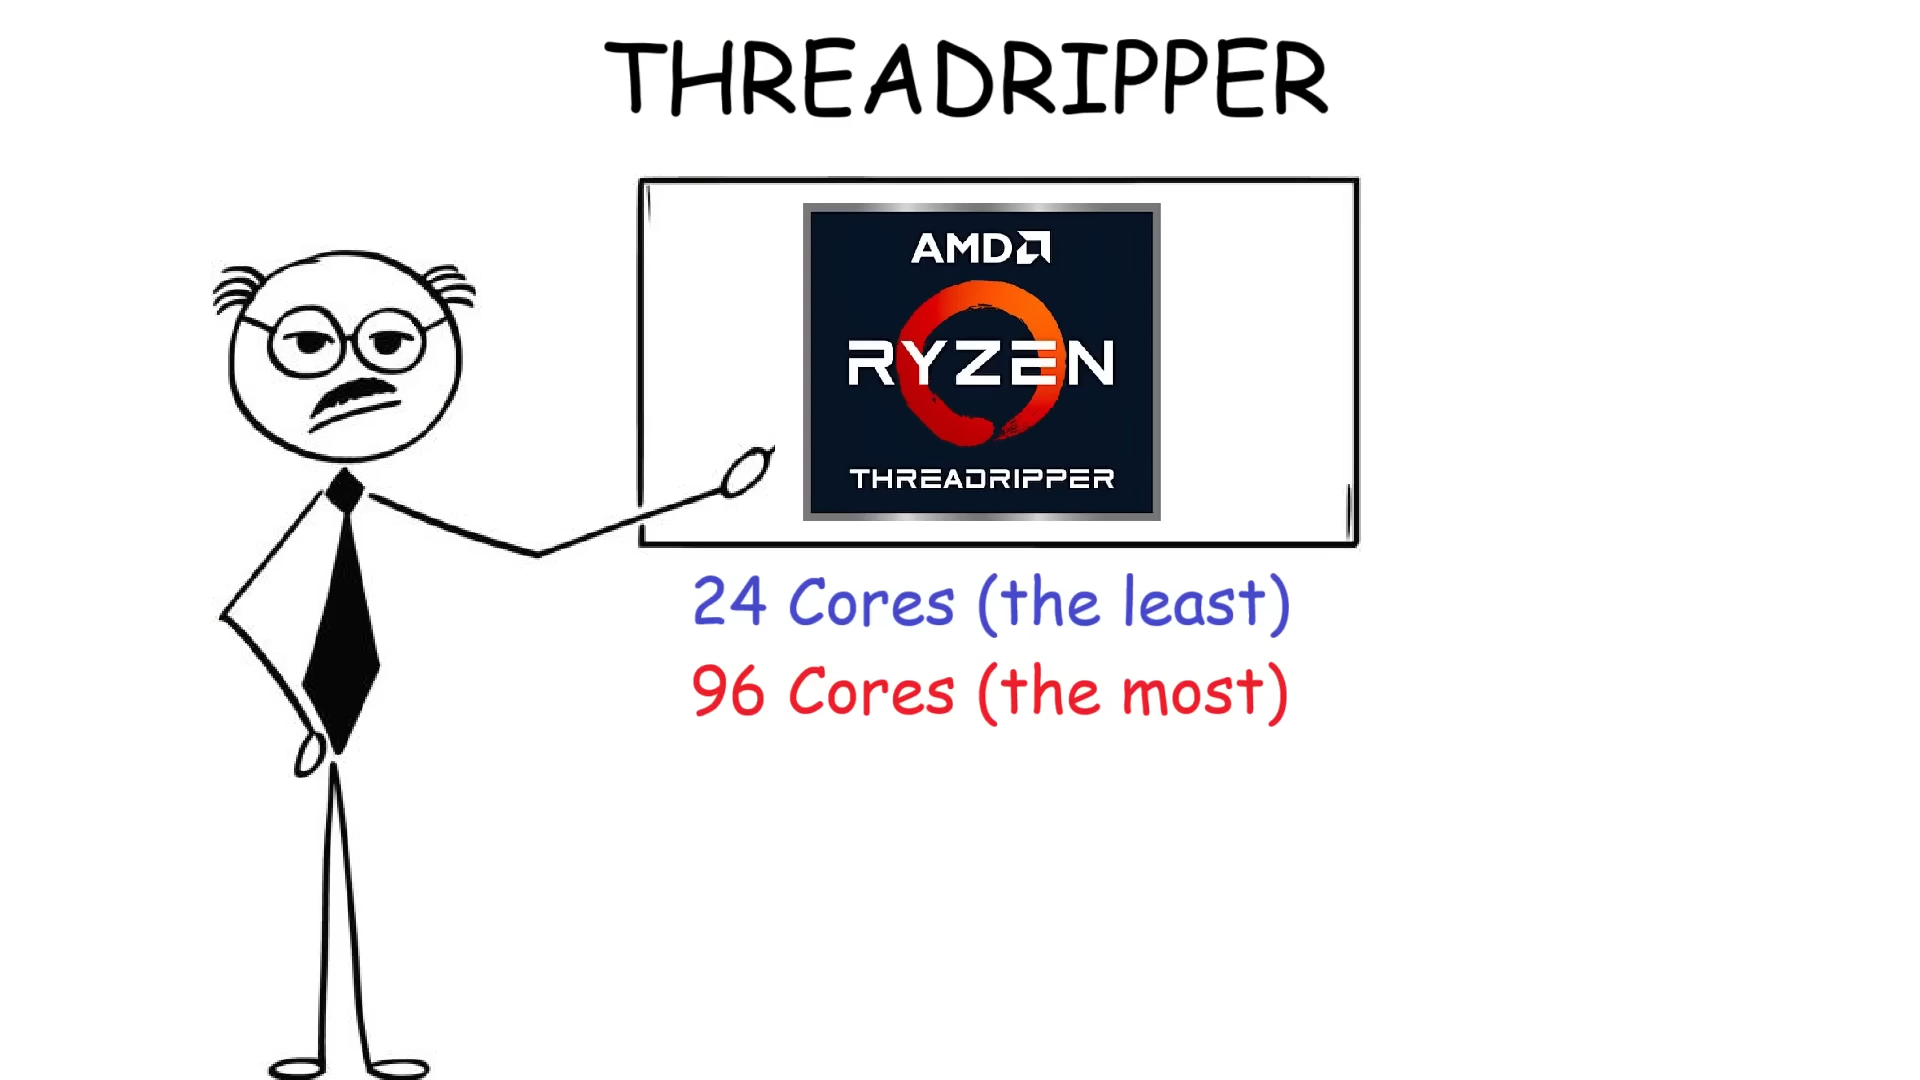 THREADRIPPER
AMD
RYZEN
THREADRIPPER
24 Cores (the least)
96 Cores (the most)